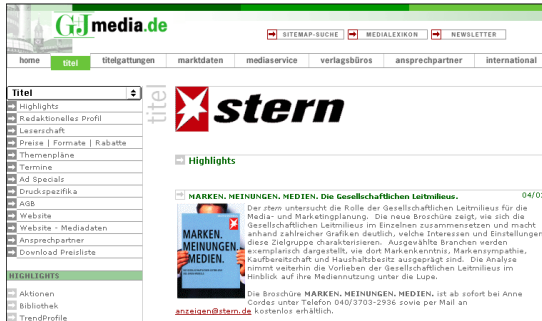 G+J media.de
SITEMAP-SUCHE MEDIALEXIKON NEWSLETTER
home titel titelgattungen marktdaten mediaservice verlagsbüros ansprechpartner international
Titel
Highlights
Redaktionelles Profil
Leserschaft
Preise | Formate | Rabatte
Themenpläne
Termine
Ad Specials
Druckspezifika
AGB
Website
Website - Mediadaten
Ansprechpartner
Download Preisliste
HIGHLIGHTS
Aktionen
Bibliothek
TrendProfile
titel
stern
Highlights
MARKEN. MEINUNGEN. MEDIEN. Die Gesellschaftlichen Leitmilieus. 04/0
Der stern untersucht die Rolle der Gesellschaftlichen Leitmilieus für die
Media- und Marketingplanung. Die neue Broschüre zeigt, wie sich die
Gesellschaftlichen Leitmilieus im Einzelnen zusammensetzen und macht
anhand zahlreicher Grafiken deutlich, welche Interessen und Einstellungen
diese Zielgruppe charakterisieren. Ausgewählte Branchen werden
exemplarisch dargestellt, wie dort Markenkenntnis, Markensympathie,
Kaufbereitschaft und Haushaltsbesitz ausgeprägt sind. Die Analyse
nimmt weiterhin die Vorlieben der Gesellschaftlichen Leitmilieus im
Hinblick auf ihre Mediennutzung unter die Lupe.
MARKEN.
MEINUNGEN.
MEDIEN.
Die Broschüre MARKEN. MEINUNGEN. MEDIEN. ist ab sofort bei Anne
Cordes unter Telefon 040/3703-2936 sowie per Mail an
anzeigen@stern.de kostenlos erhältlich.